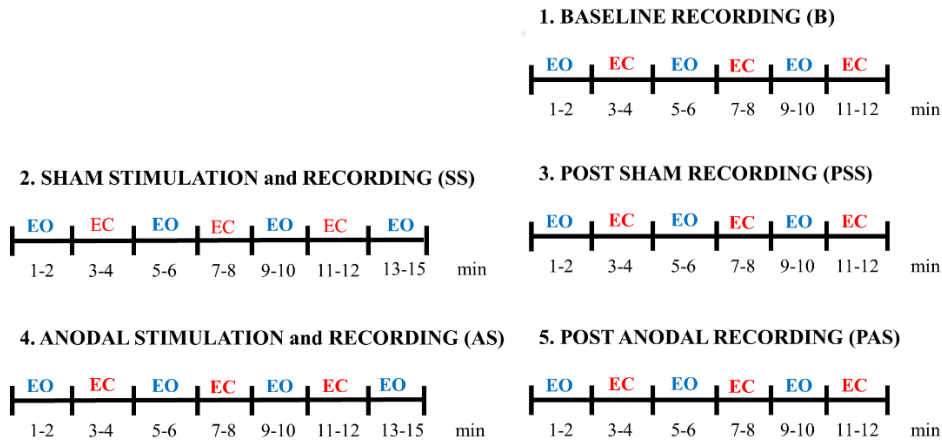 1. BASELINE RECORDING (B)
EO EC EO EC EO EC
1-2 3-4 5-6 7-8 9-10 11-12 min
2. SHAM STIMULATION and RECORDING (SS)
EO EC EO EC EO EC EO
1-2 3-4 5-6 7-8 9-10 11-12 13-15 min
3. POST SHAM RECORDING (PSS)
EO EC EO EC EO EC
1-2 3-4 5-6 7-8 9-10 11-12 min
4. ANODAL STIMULATION and RECORDING (AS)
EO EC EO EC EO EC EO
1-2 3-4 5-6 7-8 9-10 11-12 13-15 min
5. POST ANODAL RECORDING (PAS)
EO EC EO EC EO EC
1-2 3-4 5-6 7-8 9-10 11-12 min